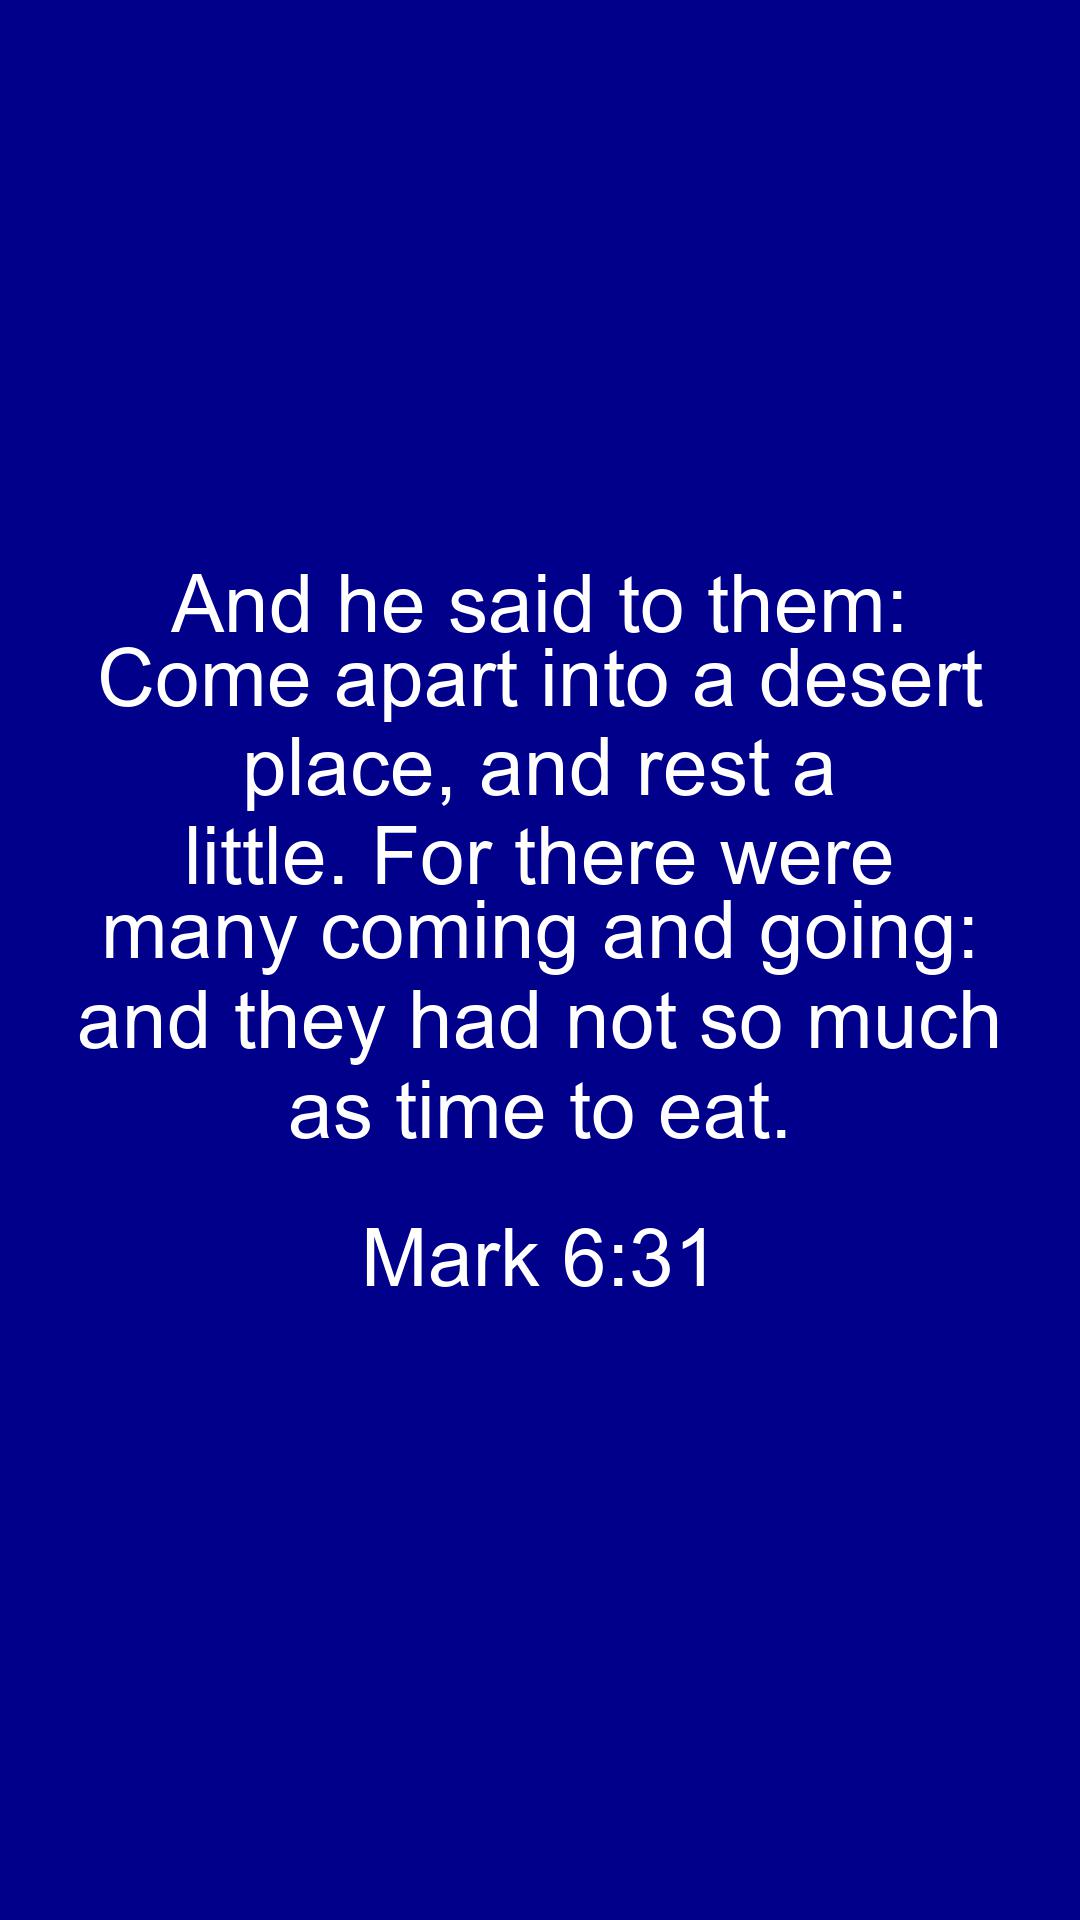 And he said to them:
Come apart into a desert
place, and rest a
little. For there were
many coming and going:
and they had not so much
as time to eat.
Mark 6:31